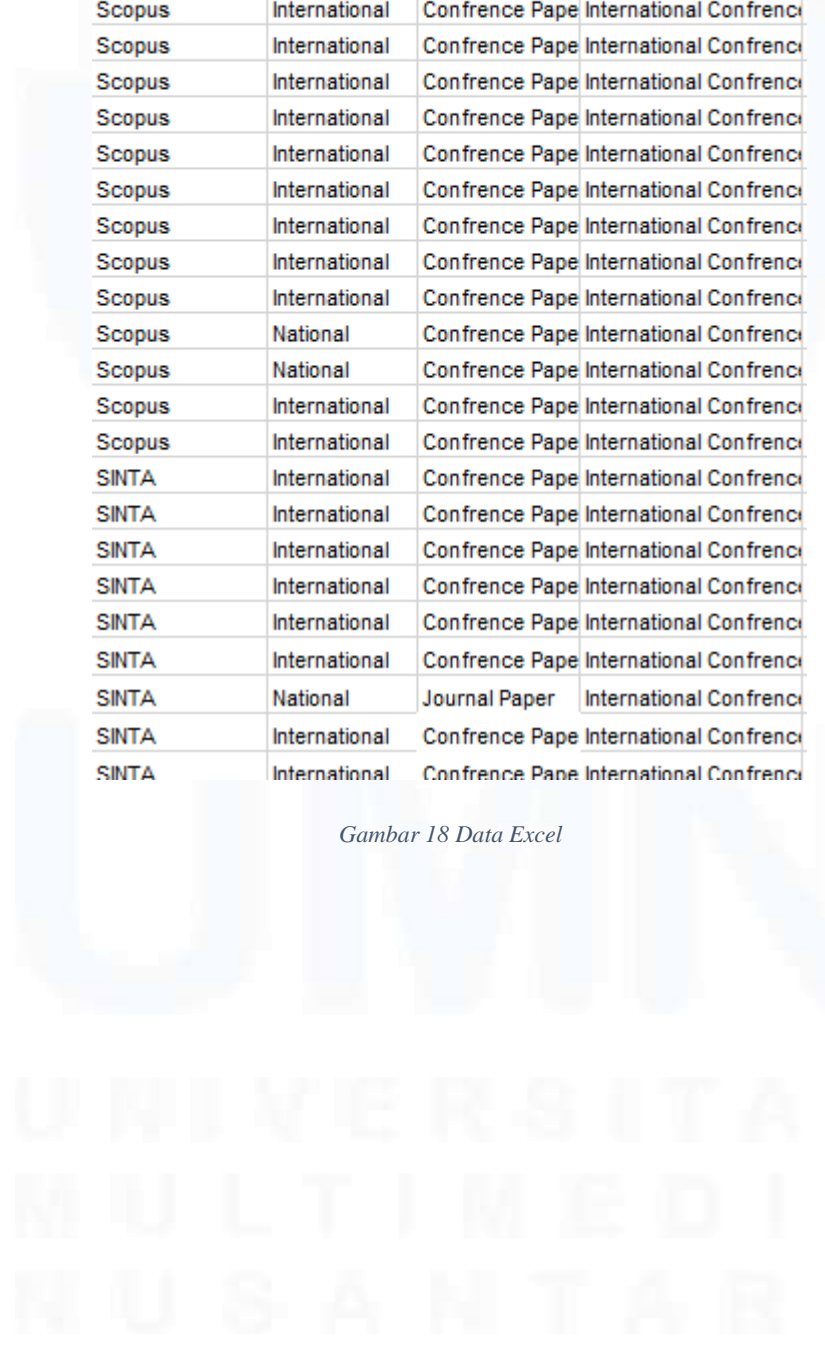 Scopus International Confrence Pape International Confrenc
Scopus International Confrence Pape International Confrenc
Scopus International Confrence Pape International Confrenc
Scopus International Confrence Pape International Confrenc
Scopus International Confrence Pape International Confrenc
Scopus International Confrence Pape International Confrenc
Scopus International Confrence Pape International Confrenc
Scopus International Confrence Pape International Confrenc
Scopus International Confrence Pape International Confrenc
Scopus National Confrence Pape International Confrenc
Scopus National Confrence Pape International Confrenc
Scopus International Confrence Pape International Confrenc
Scopus International Confrence Pape International Confrenc
SINTA International Confrence Pape International Confrenc
SINTA International Confrence Pape International Confrenc
SINTA International Confrence Pape International Confrenc
SINTA International Confrence Pape International Confrenc
SINTA International Confrence Pape International Confrenc
SINTA International Confrence Pape International Confrenc
SINTA National Journal Paper International Confrenc
SINTA International Confrence Pape International Confrenc
SINTA International Confrence Pape International Confrenc
Gambar 18 Data Excel
UMN
UNIVERSITA
MULTIMEDI
NUSANTAR